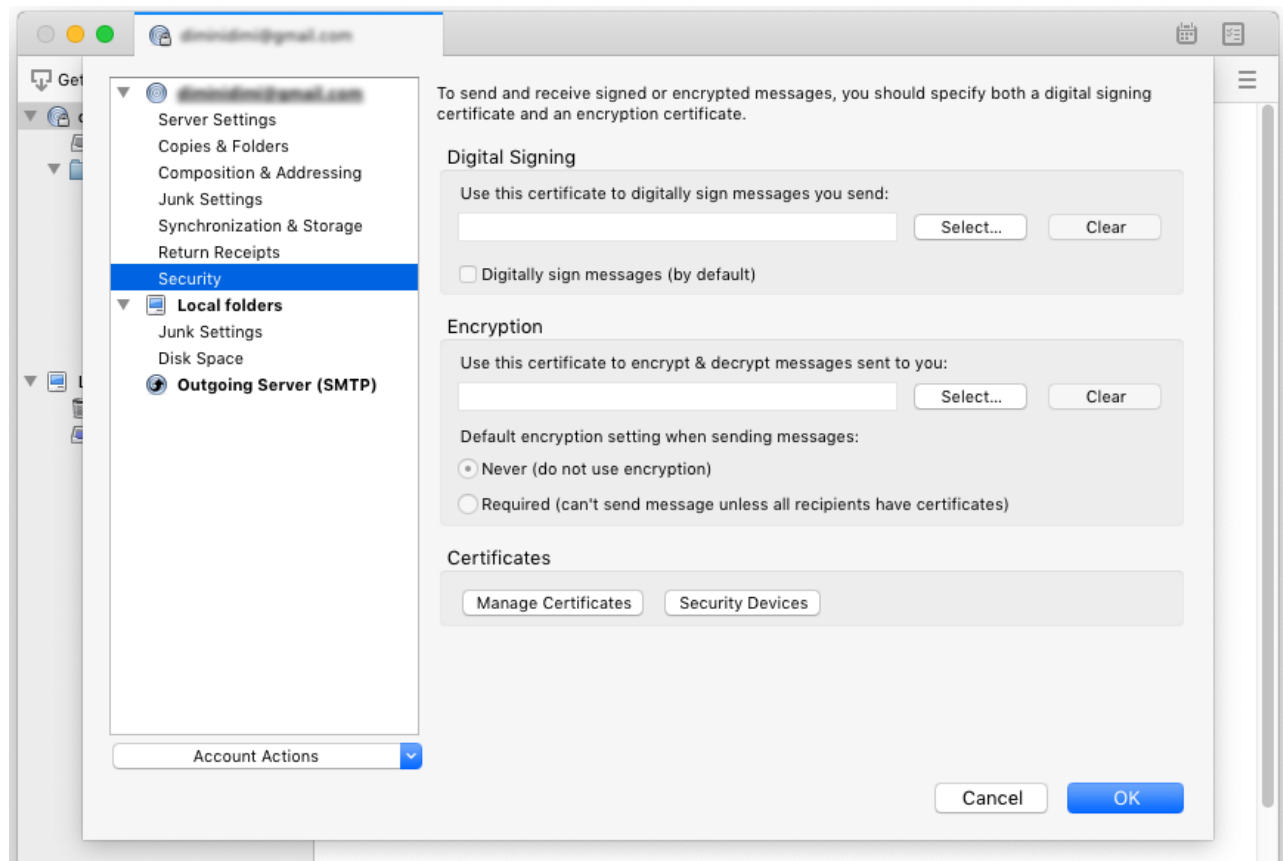 Get
Server Settings
Copies & Folders
Composition & Addressing
Junk Settings
Synchronization & Storage
Return Receipts
Security
Local folders
Junk Settings
Disk Space
Outgoing Server (SMTP)
Account Actions
To send and receive signed or encrypted messages, you should specify both a digital signing
certificate and an encryption certificate.
Digital Signing
Use this certificate to digitally sign messages you send:
Select... Clear
Digitally sign messages (by default)
Encryption
Use this certificate to encrypt & decrypt messages sent to you:
Select... Clear
Default encryption setting when sending messages:
Never (do not use encryption)
Required (can't send message unless all recipients have certificates)
Certificates
Manage Certificates Security Devices
Cancel OK